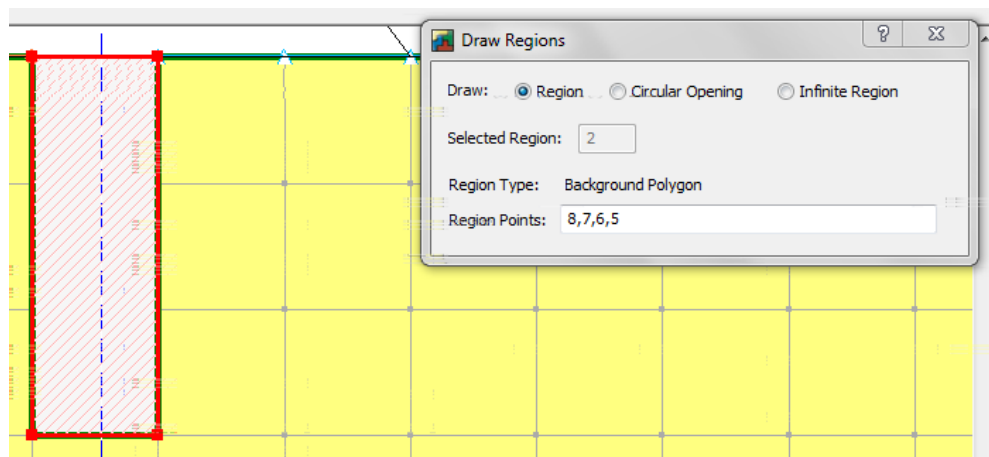 Draw Regions
Draw: Region Circular Opening Infinite Region
Selected Region: 2
Region Type: Background Polygon
Region Points: 8,7,6,5